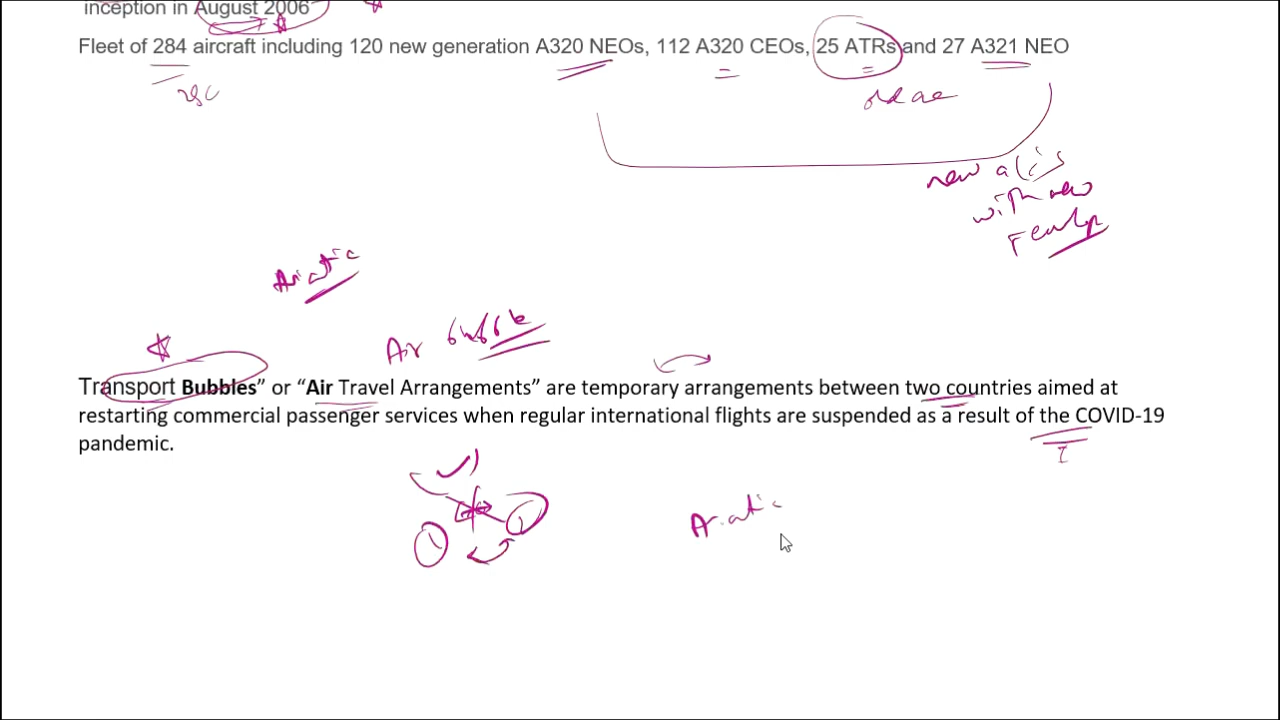 inception in August 2006
Fleet of 284 aircraft including 120 new generation A320 NEOs, 112 A320 CEOs, 25 ATRs and 27 A321 NEO
old ae
new
with new
Air bubble
Transport Bubbles” or “Air Travel Arrangements” are temporary arrangements between two countries aimed at
restarting commercial passenger services when regular international flights are suspended as a result of the COVID-19
pandemic.